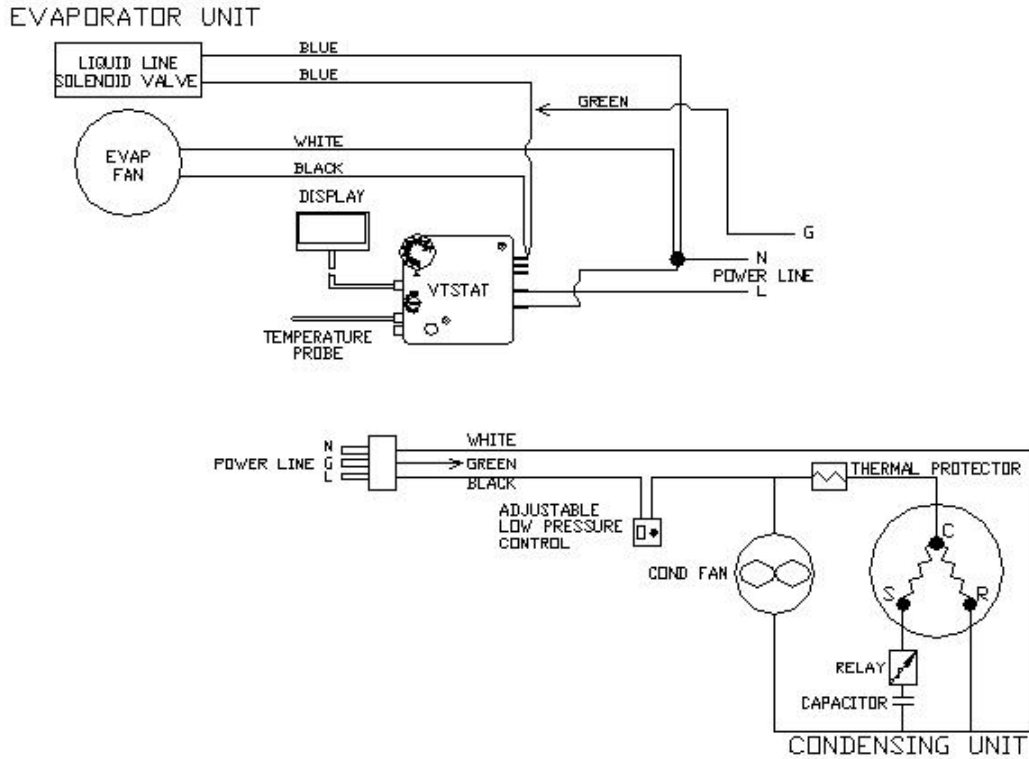 EVAPORATOR UNIT
LIQUID LINE
SOLENOID VALVE
BLUE
BLUE
GREEN
EVAP
FAN
WHITE
BLACK
DISPLAY
VTSTAT
TEMPERATURE
PROBE
G
N
POWER LINE
L
POWER LINE
N
G
L
WHITE
GREEN
BLACK
ADJUSTABLE
LOW PRESSURE
CONTROL
THERMAL PROTECTOR
COND FAN
C
S
R
RELAY
CAPACITOR
CONDENSING UNIT